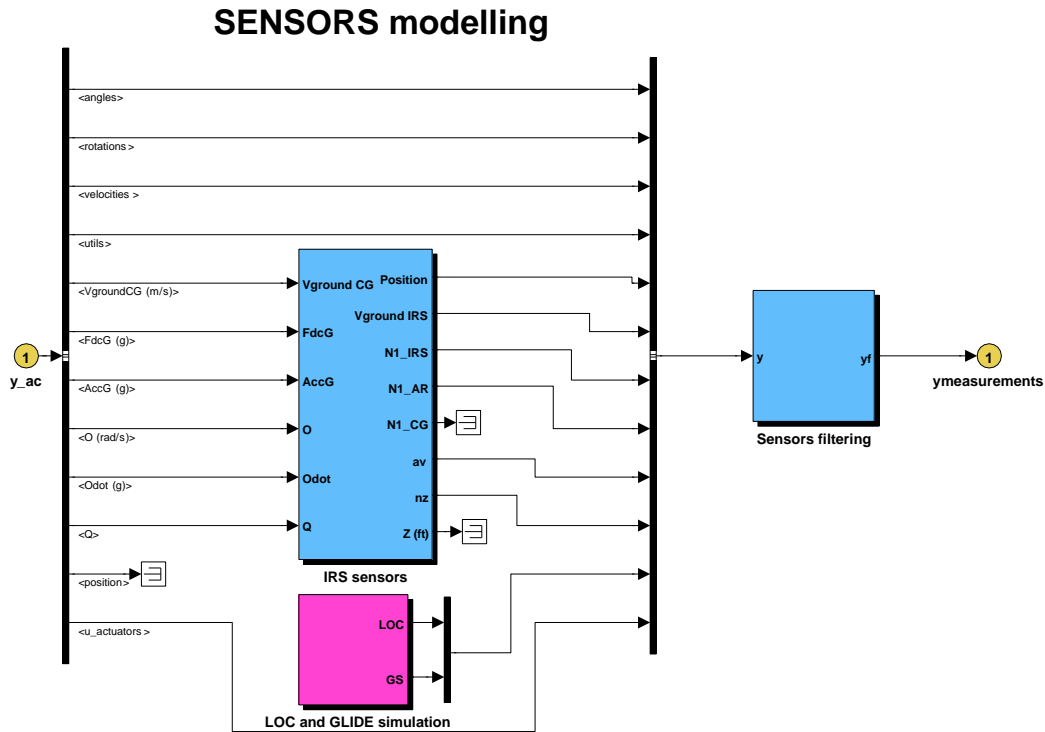 SENSORS modelling
<angles>
<rotations>
<velocities >
<utils>
<VgroundCG (m/s)>
<FdcG (g)>
<AccG (g)>
<O (rad/s)>
<Odot (g)>
<Q>
<position>
<u_actuators >
1
y_ac
Vground CG
FdcG
AccG
O
Odot
Q
Position
Vground IRS
N1_IRS
N1_AR
N1_CG
av
nz
Z (ft)
IRS sensors
LOC
GS
LOC and GLIDE simulation
y
yf
Sensors filtering
1
ymeasurements